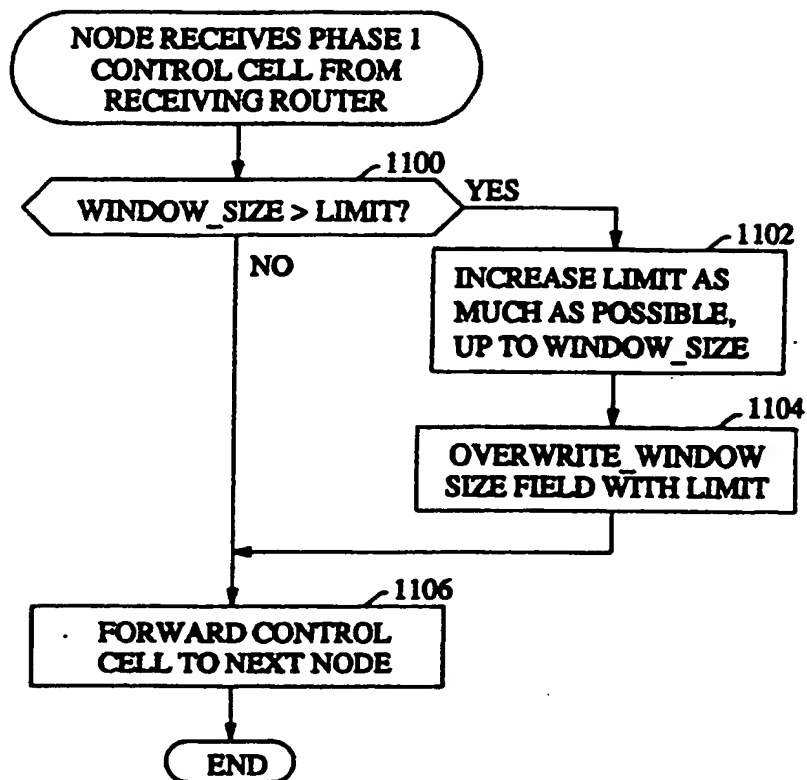 NODE RECEIVES PHASE 1
CONTROL CELL FROM
RECEIVING ROUTER
1100
WINDOW_SIZE > LIMIT?
YES
NO
1102
INCREASE LIMIT AS
MUCH AS POSSIBLE,
UP TO WINDOW_SIZE
1104
OVERWRITE_WINDOW
SIZE FIELD WITH LIMIT
1106
FORWARD CONTROL
CELL TO NEXT NODE
END